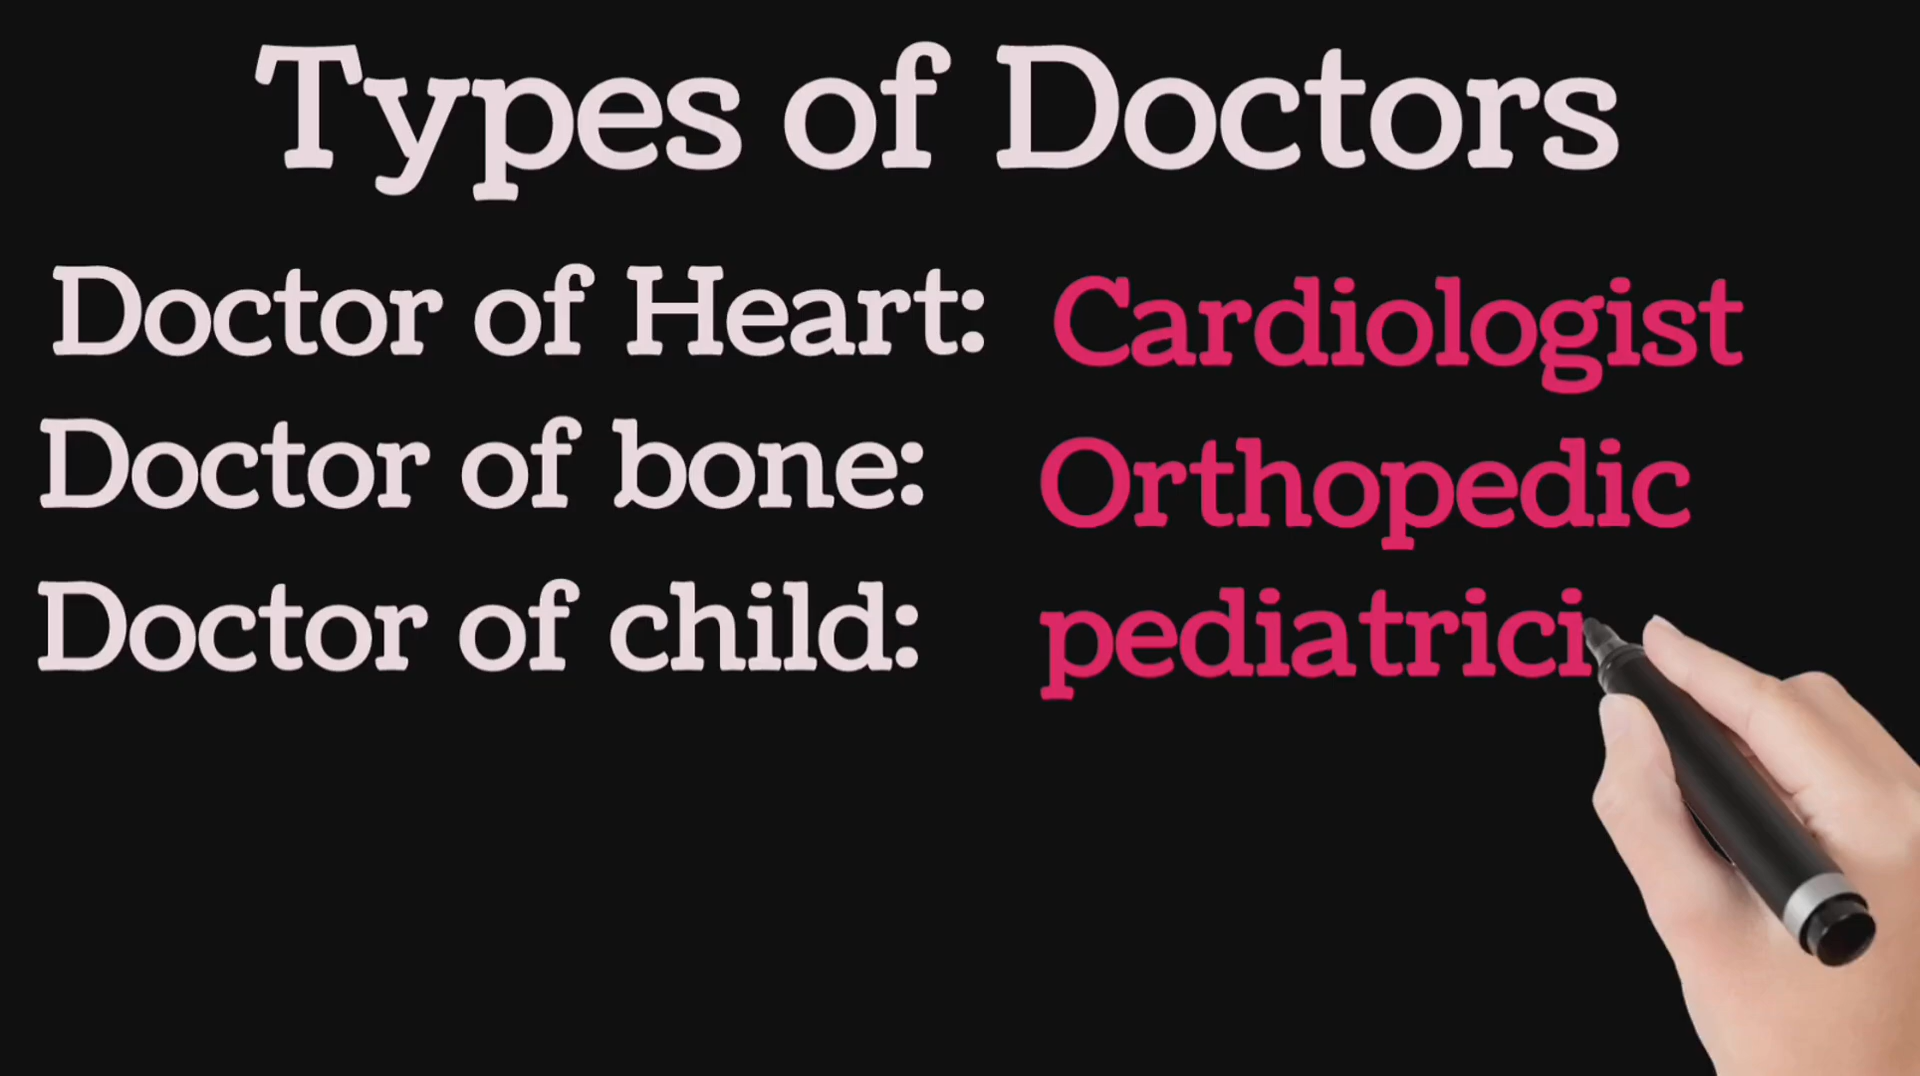 Types of Doctors
Doctor of Heart: Cardiologist
Doctor of bone: Orthopedic
Doctor of child: pediatrici